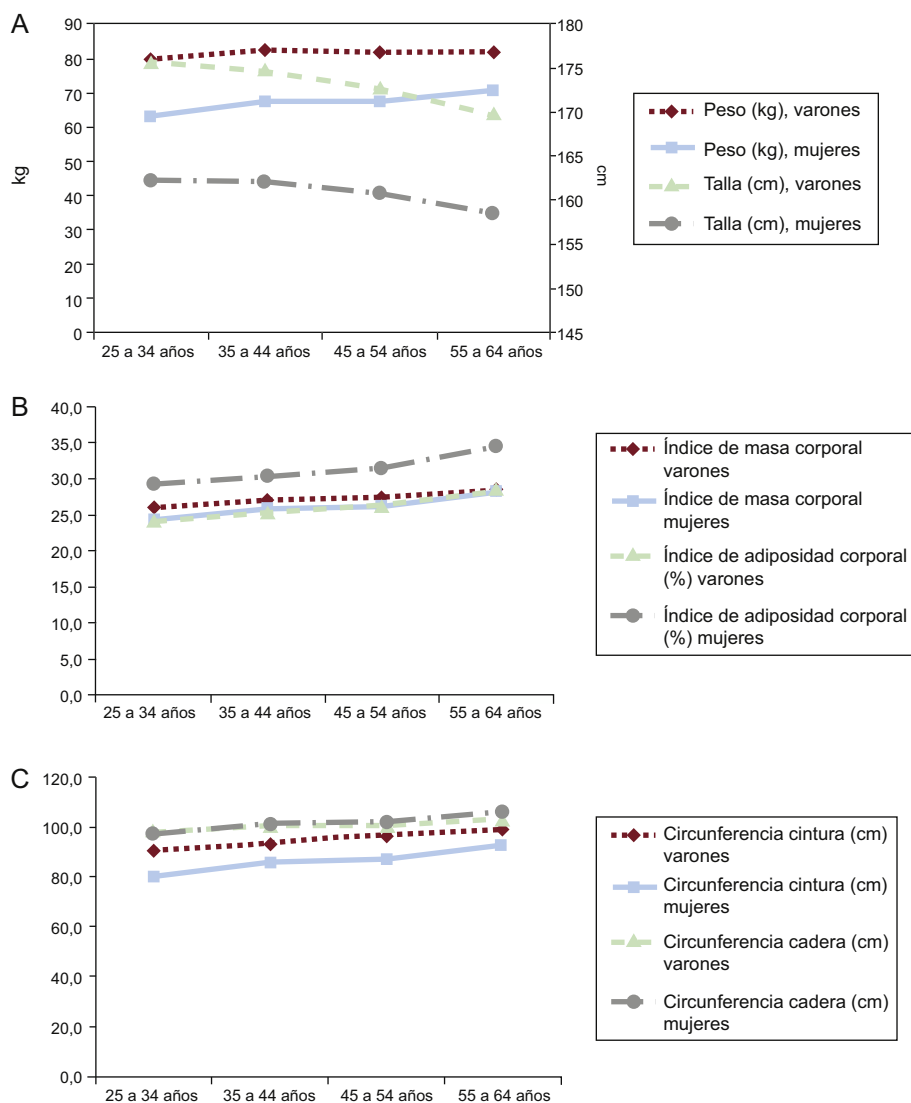 A
90
80
70
60
50
40
30
20
10
0
kg
180
175
170
165
160
155
150
145
cm
25 a 34 años
35 a 44 años
45 a 54 años
55 a 64 años
Peso (kg), varones
Peso (kg), mujeres
Talla (cm), varones
Talla (cm), mujeres
B
40,0
35,0
30,0
25,0
20,0
15,0
10,0
5,0
0,0
25 a 34 años
35 a 44 años
45 a 54 años
55 a 64 años
Índice de masa corporal
varones
Índice de masa corporal
mujeres
Índice de adiposidad corporal
(%) varones
Índice de adiposidad corporal
(%) mujeres
C
120,0
100,0
80,0
60,0
40,0
20,0
0,0
25 a 34 años
35 a 44 años
45 a 54 años
55 a 64 años
Circunferencia cintura (cm)
varones
Circunferencia cintura (cm)
mujeres
Circunferencia cadera (cm)
varones
Circunferencia cadera (cm)
mujeres